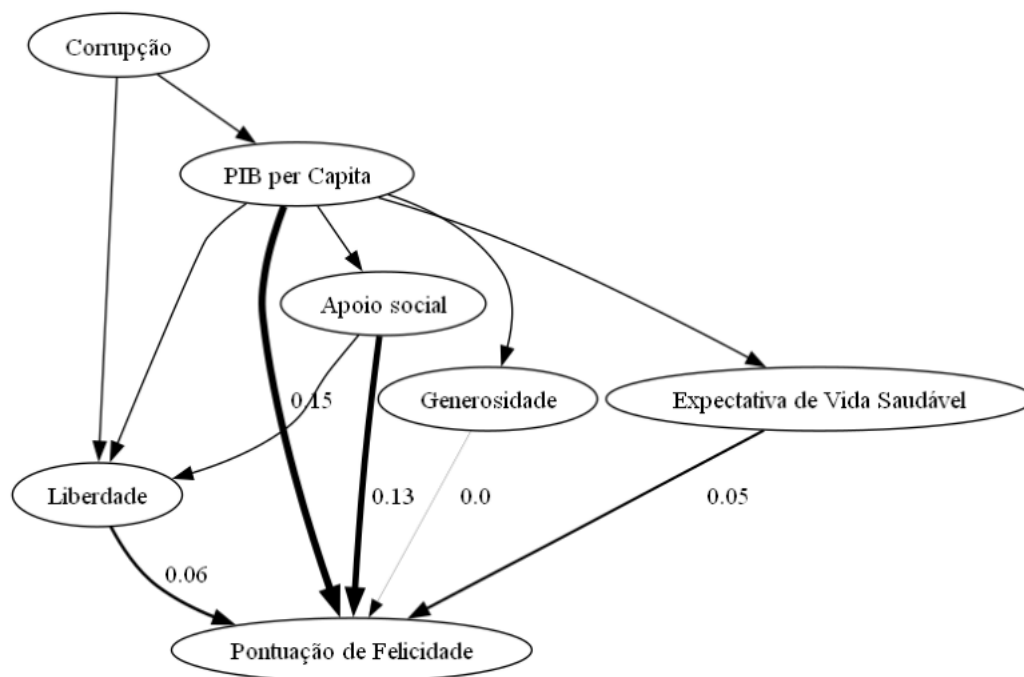 Corrupção
PIB per Capita
Apoio social
0.15
Generosidade
Expectativa de Vida Saudável
Liberdade
0.13
0.0
0.05
0.06
Pontuação de Felicidade